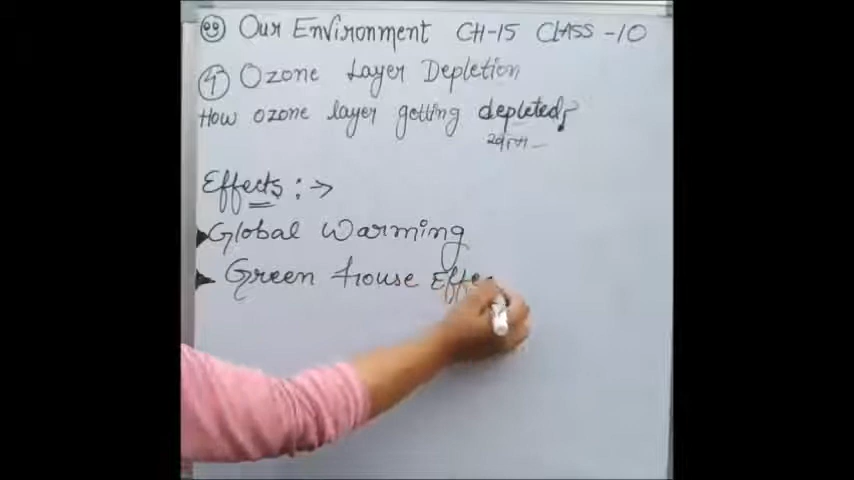 Our Environment CH-15 CLASS -10
4 Ozone Layer Depletion
How ozone layer getting depleted?
Effects :→
Global Warming
Green House Effe